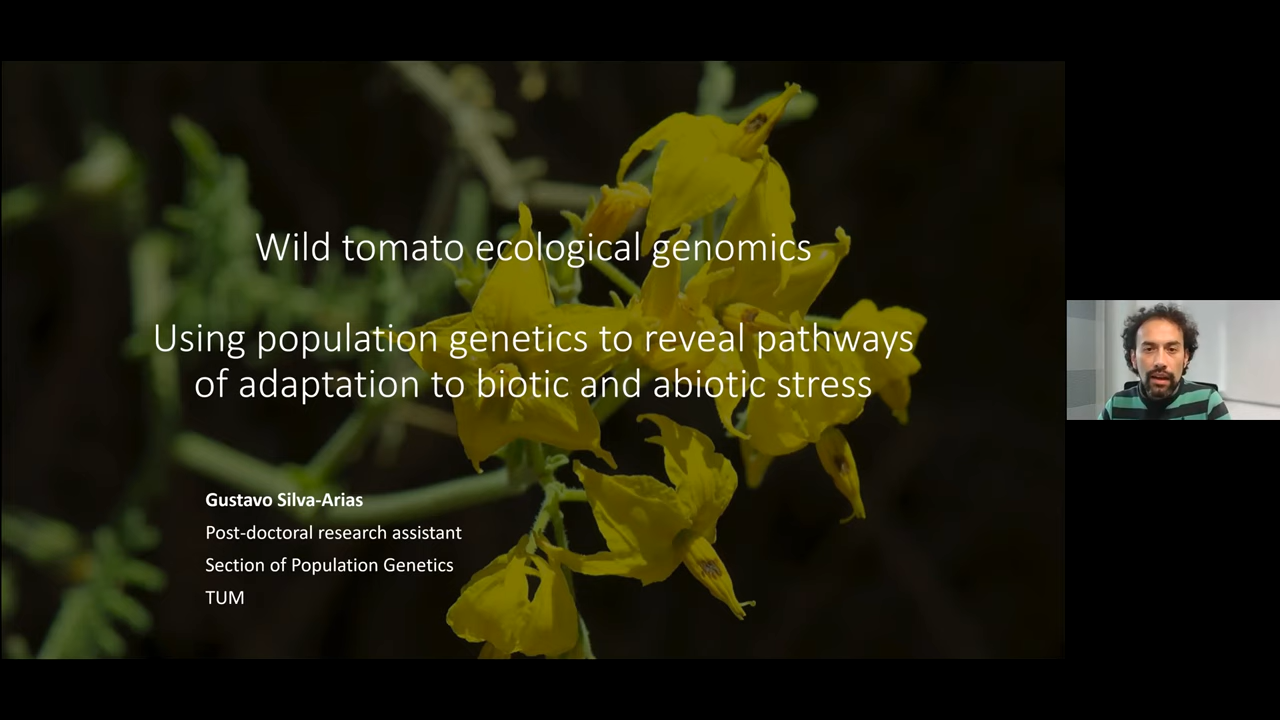 Wild tomato ecological genomics
Using population genetics to reveal pathways
of adaptation to biotic and abiotic stress
Gustavo Silva-Arias
Post-doctoral research assistant
Section of Population Genetics
TUM